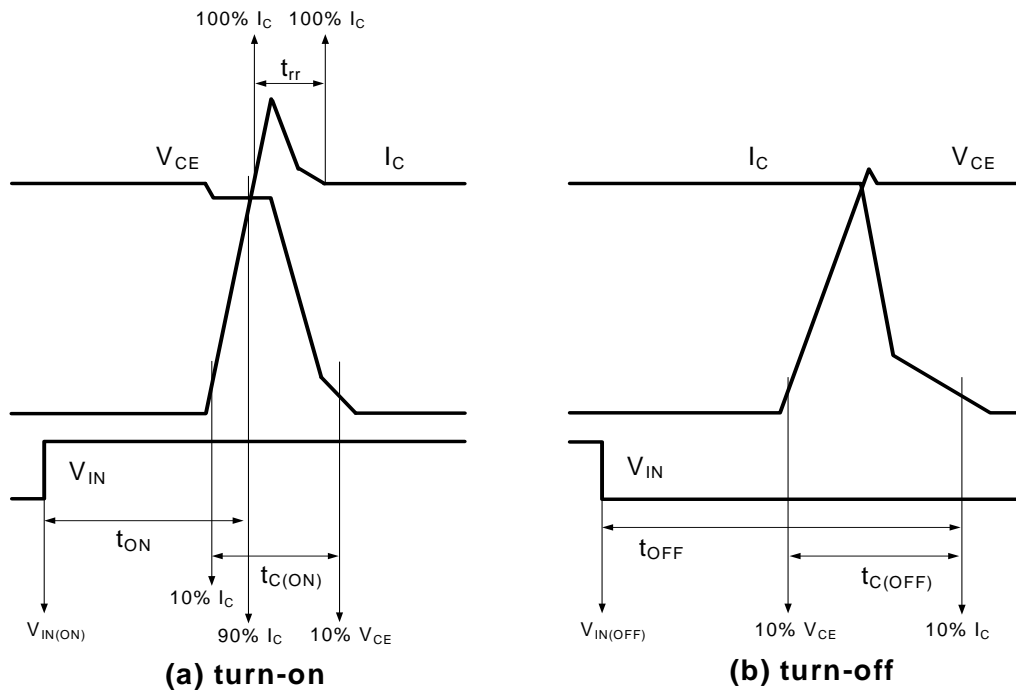 100% I_C 100% I_C
t_rr
V_CE I_C
V_IN
t_ON
t_C(ON)
10% I_C
V_IN(ON) 90% I_C 10% V_CE
(a) turn-on
I_C V_CE
V_IN
t_OFF
t_C(OFF)
V_IN(OFF) 10% V_CE 10% I_C
(b) turn-off